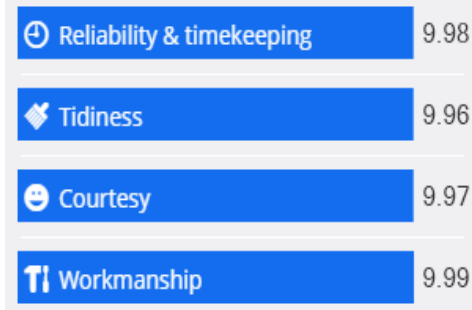 Reliability & timekeeping 9.98
Tidiness 9.96
Courtesy 9.97
Workmanship 9.99